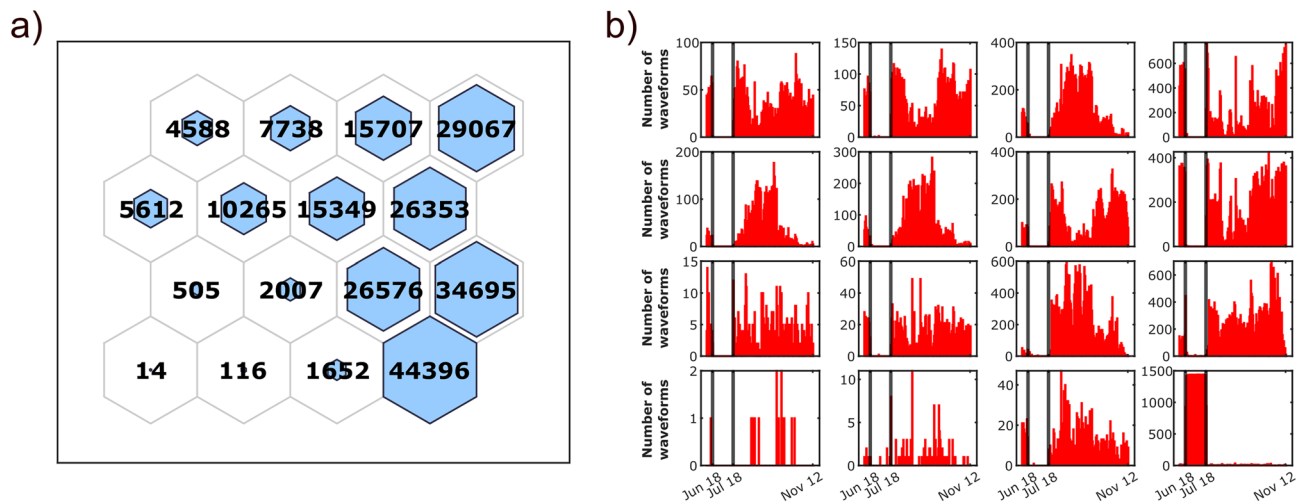 a)
4588 7738 15707 29067
5612 10265 15349 26353
505 2007 26576 34695
14 116 1652 44396
b)
Number of
waveforms
100
50
0
150
100
50
0
400
200
0
600
400
200
0
Number of
waveforms
200
100
0
300
200
100
0
400
200
0
400
200
0
Number of
waveforms
15
10
5
0
60
40
20
0
600
400
200
0
600
400
200
0
Number of
waveforms
2
1
0
10
5
0
40
20
0
1500
1000
500
0
Jun 18
Jul 18
Nov 12
Jun 18
Jul 18
Nov 12
Jun 18
Jul 18
Nov 12
Jun 18
Jul 18
Nov 12